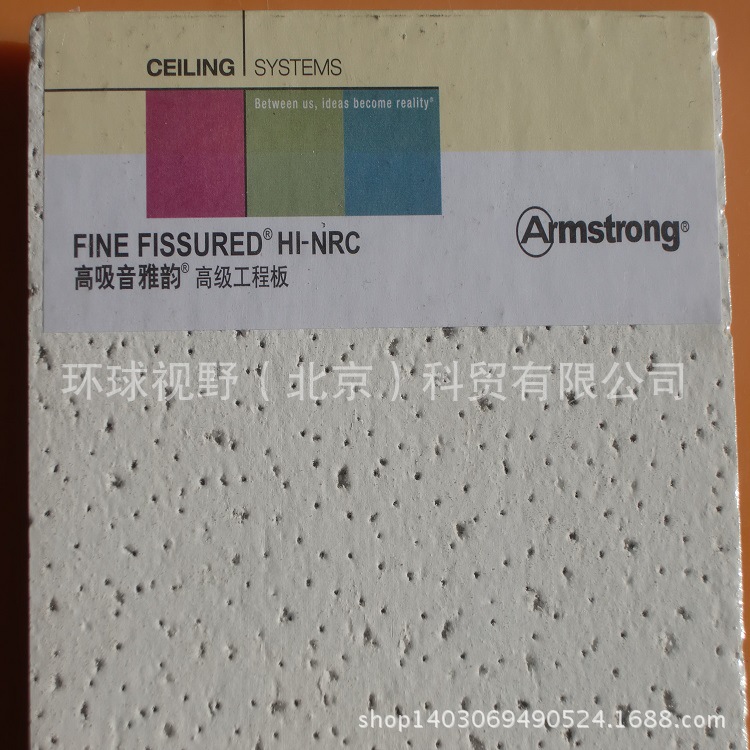 CEILING SYSTEMS
Between us, ideas become reality®
FINE FISSURED® HI-NRC
高吸音雅韵® 高级工程板
Armstrong®
环球视野（北京）科贸有限公司
shop1403069490524.1688.com